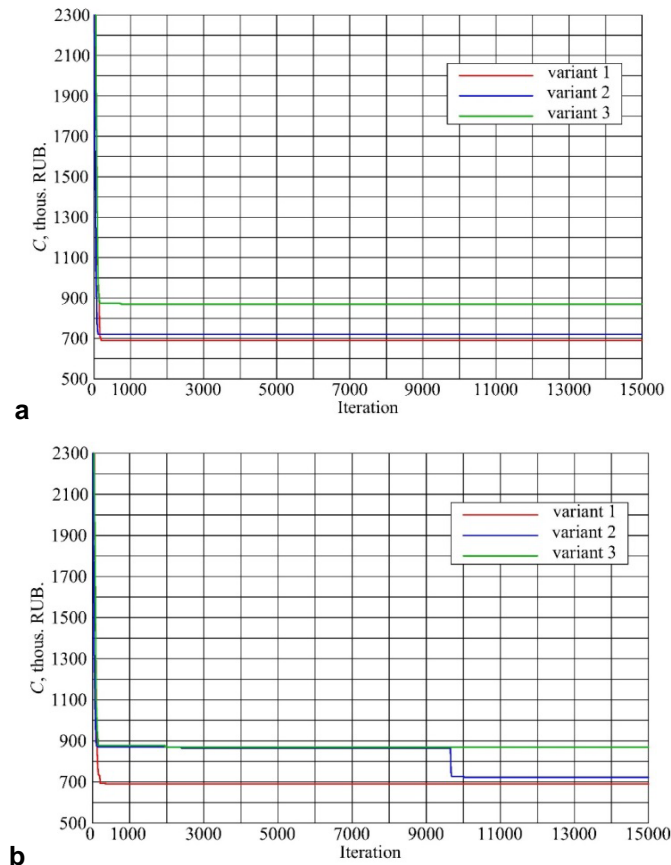 2300
2100
1900
1700
1500
1300
1100
900
700
500
C, thous. RUB.
variant 1
variant 2
variant 3
0 1000 3000 5000 7000 9000 11000 13000 15000
Iteration
a
2300
2100
1900
1700
1500
1300
1100
900
700
500
C, thous. RUB.
variant 1
variant 2
variant 3
0 1000 3000 5000 7000 9000 11000 13000 15000
Iteration
b